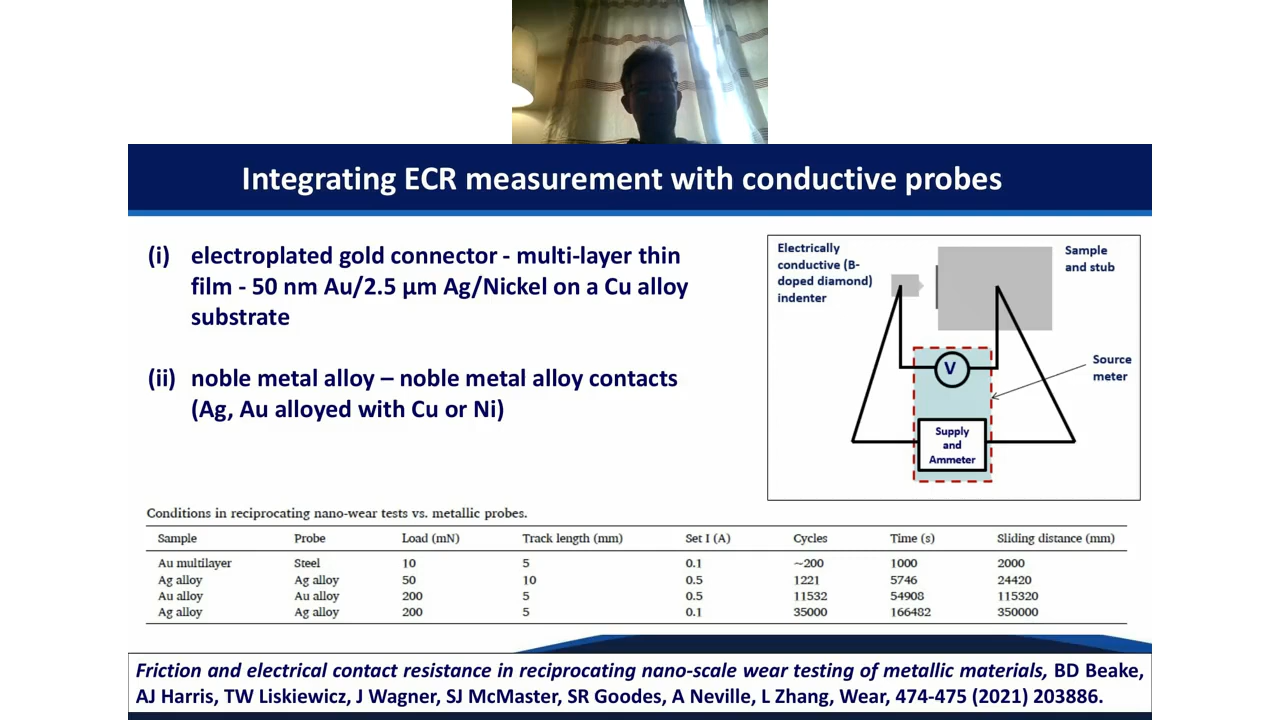 Integrating ECR measurement with conductive probes
(i) electroplated gold connector - multi-layer thin
film - 50 nm Au/2.5 µm Ag/Nickel on a Cu alloy
substrate
(ii) noble metal alloy – noble metal alloy contacts
(Ag, Au alloyed with Cu or Ni)
Electrically
conductive (B-
doped diamond)
indenter
Sample
and stub
V
Source
meter
Supply
and
Ammeter
Conditions in reciprocating nano-wear tests vs. metallic probes.
Sample Probe Load (mN) Track length (mm) Set I (A) Cycles Time (s) Sliding distance (mm)
Au multilayer Steel 10 5 0.1 ~200 1000 2000
Ag alloy Ag alloy 50 10 0.5 1221 5746 24420
Au alloy Au alloy 200 5 0.5 11532 54908 115320
Ag alloy Ag alloy 200 5 0.1 35000 166482 350000
Friction and electrical contact resistance in reciprocating nano-scale wear testing of metallic materials, BD Beake,
AJ Harris, TW Liskiewicz, J Wagner, SJ McMaster, SR Goodes, A Neville, L Zhang, Wear, 474-475 (2021) 203886.